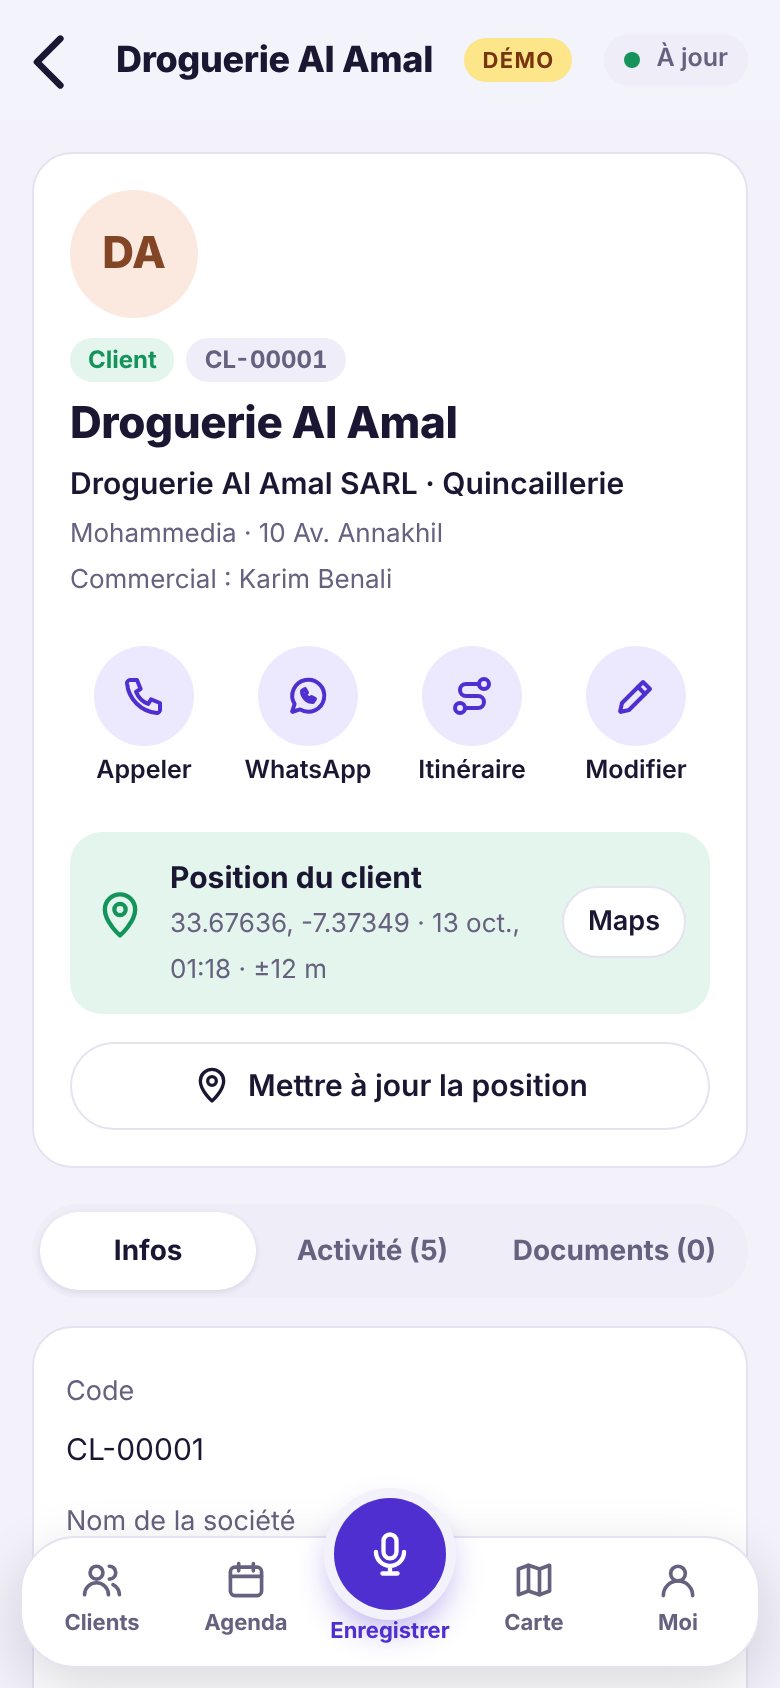 Droguerie Al Amal DÉMO À jour
DA
Client CL-00001
Droguerie Al Amal
Droguerie Al Amal SARL · Quincaillerie
Mohammedia · 10 Av. Annakhil
Commercial : Karim Benali
Appeler WhatsApp Itinéraire Modifier
Position du client
33.67636, -7.37349 · 13 oct.,
01:18 · ±12 m
Maps
Mettre à jour la position
Infos Activité (5) Documents (0)
Code
CL-00001
Nom de la société
Clients Agenda Enregistrer Carte Moi